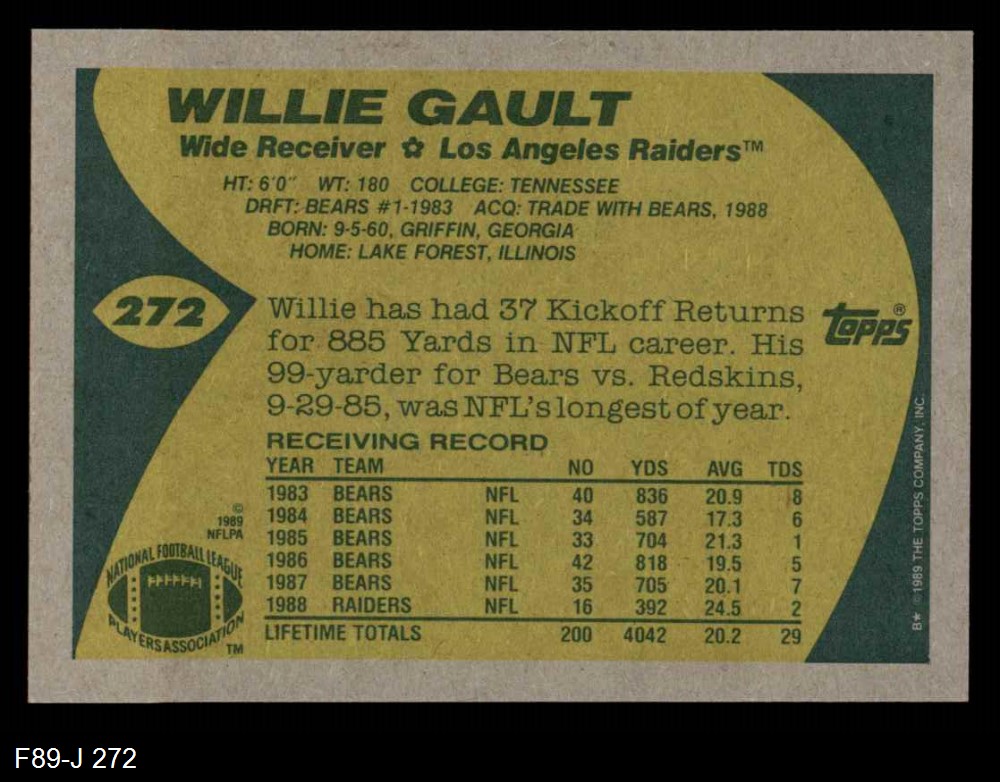 WILLIE GAULT
Wide Receiver ✿ Los Angeles Raiders™
HT: 6'0" WT: 180 COLLEGE: TENNESSEE
DRFT: BEARS #1-1983 ACQ: TRADE WITH BEARS, 1988
BORN: 9-5-60, GRIFFIN, GEORGIA
HOME: LAKE FOREST, ILLINOIS
272
Willie has had 37 Kickoff Returns
for 885 Yards in NFL career. His
99-yarder for Bears vs. Redskins,
9-29-85, was NFL's longest of year.
topps®
RECEIVING RECORD
YEAR TEAM NO YDS AVG TDS
1983 BEARS NFL 40 836 20.9 8
1984 BEARS NFL 34 587 17.3 6
1985 BEARS NFL 33 704 21.3 1
1986 BEARS NFL 42 818 19.5 5
1987 BEARS NFL 35 705 20.1 7
1988 RAIDERS NFL 16 392 24.5 2
LIFETIME TOTALS 200 4042 20.2 29
©
1989
NFLPA
NATIONAL FOOTBALL LEAGUE
PLAYERS ASSOCIATION
TM
B* ©1989 THE TOPPS COMPANY, INC.
F89-J 272